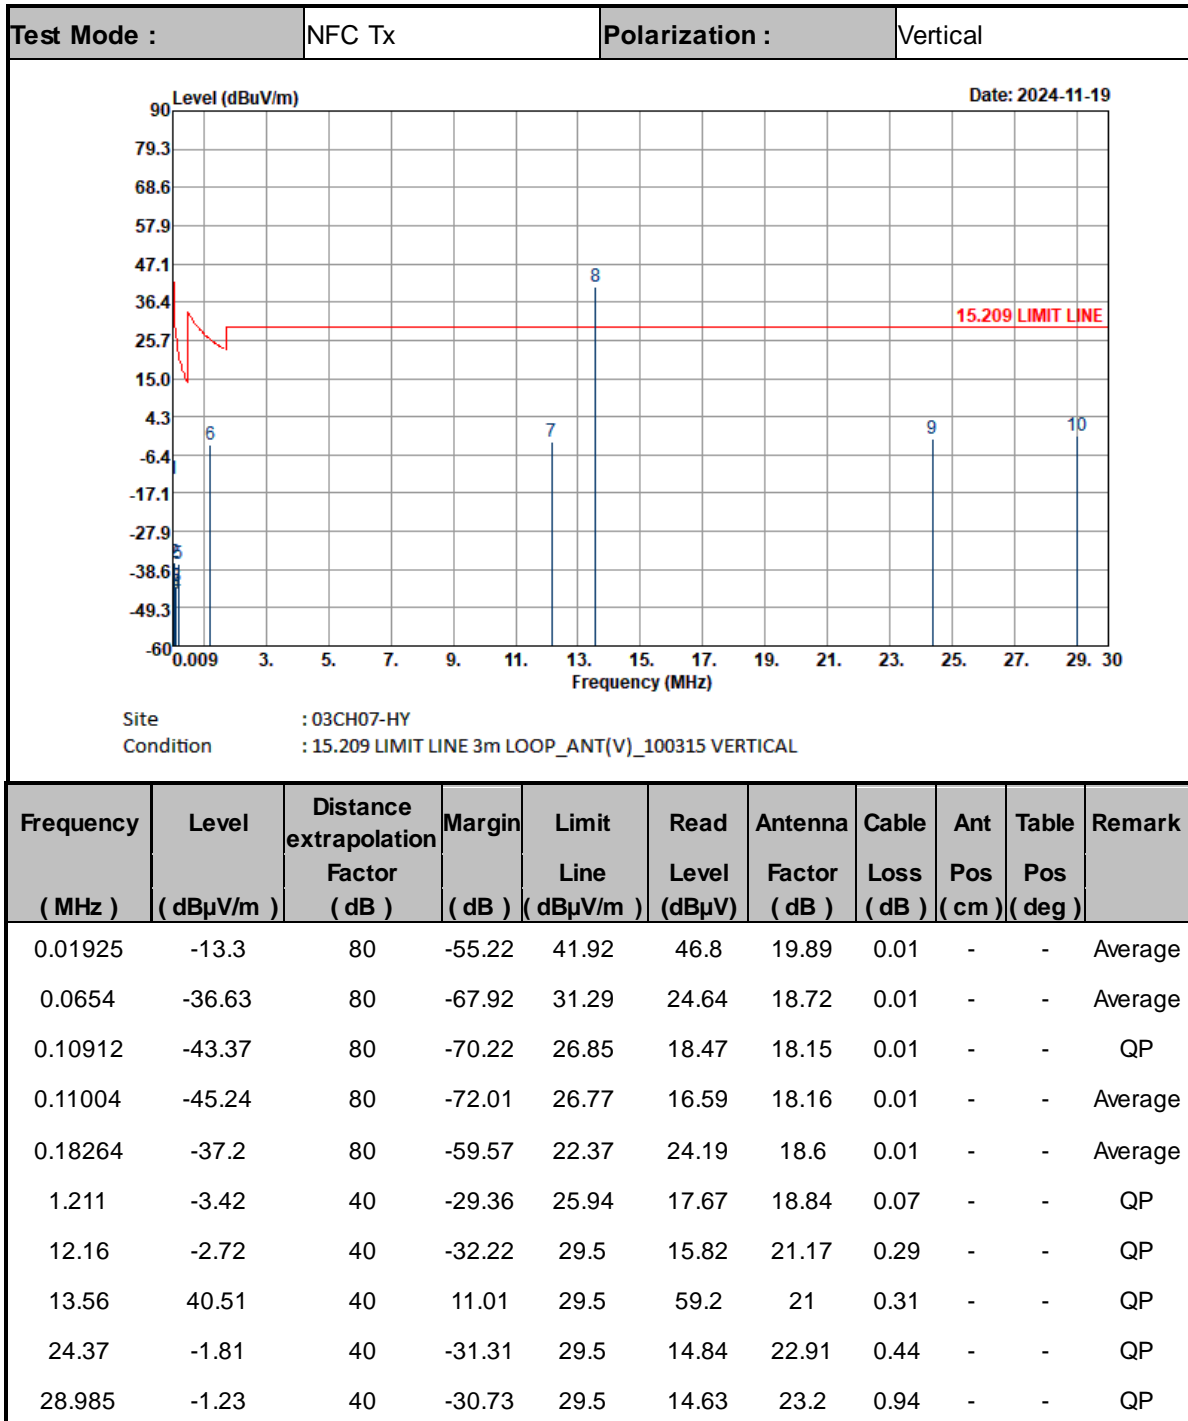 Test Mode : NFC Tx Polarization : Vertical
Level (dBuV/m) Date: 2024-11-19
90
79.3
68.6
57.9
47.1
36.4
25.7
15.0
4.3
-6.4
-17.1
-27.9
-38.6
-49.3
-60
15.209 LIMIT LINE
5
6
7
8
9
10
0.009 3. 5. 7. 9. 11. 13. 15. 17. 19. 21. 23. 25. 27. 29. 30
Frequency (MHz)
Site : 03CH07-HY
Condition : 15.209 LIMIT LINE 3m LOOP_ANT(V)_100315 VERTICAL
Frequency Level Distance extrapolation Margin Limit Read Antenna Cable Ant Table Remark
Factor Line Level Factor Loss Pos Pos
( MHz ) ( dBµV/m ) ( dB ) ( dB ) ( dBµV/m ) (dBµV) ( dB ) ( dB ) ( cm ) ( deg )
0.01925 -13.3 80 -55.22 41.92 46.8 19.89 0.01 - - Average
0.0654 -36.63 80 -67.92 31.29 24.64 18.72 0.01 - - Average
0.10912 -43.37 80 -70.22 26.85 18.47 18.15 0.01 - - QP
0.11004 -45.24 80 -72.01 26.77 16.59 18.16 0.01 - - Average
0.18264 -37.2 80 -59.57 22.37 24.19 18.6 0.01 - - Average
1.211 -3.42 40 -29.36 25.94 17.67 18.84 0.07 - - QP
12.16 -2.72 40 -32.22 29.5 15.82 21.17 0.29 - - QP
13.56 40.51 40 11.01 29.5 59.2 21 0.31 - - QP
24.37 -1.81 40 -31.31 29.5 14.84 22.91 0.44 - - QP
28.985 -1.23 40 -30.73 29.5 14.63 23.2 0.94 - - QP